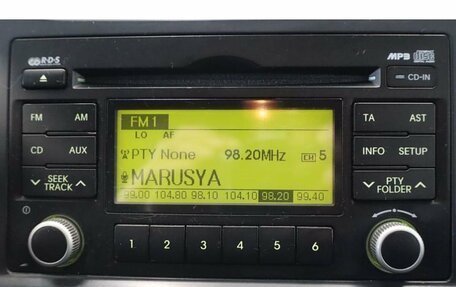 R·D·S
MP3 DISC
CD-IN
FM AM
CD AUX
SEEK
TRACK
FM1
LO AF
PTY None 98.20MHz CH 5
MARUSYA
99.00 104.80 98.10 104.10 98.20 99.40
TA AST
INFO SETUP
PTY
FOLDER
1 2 3 4 5 6